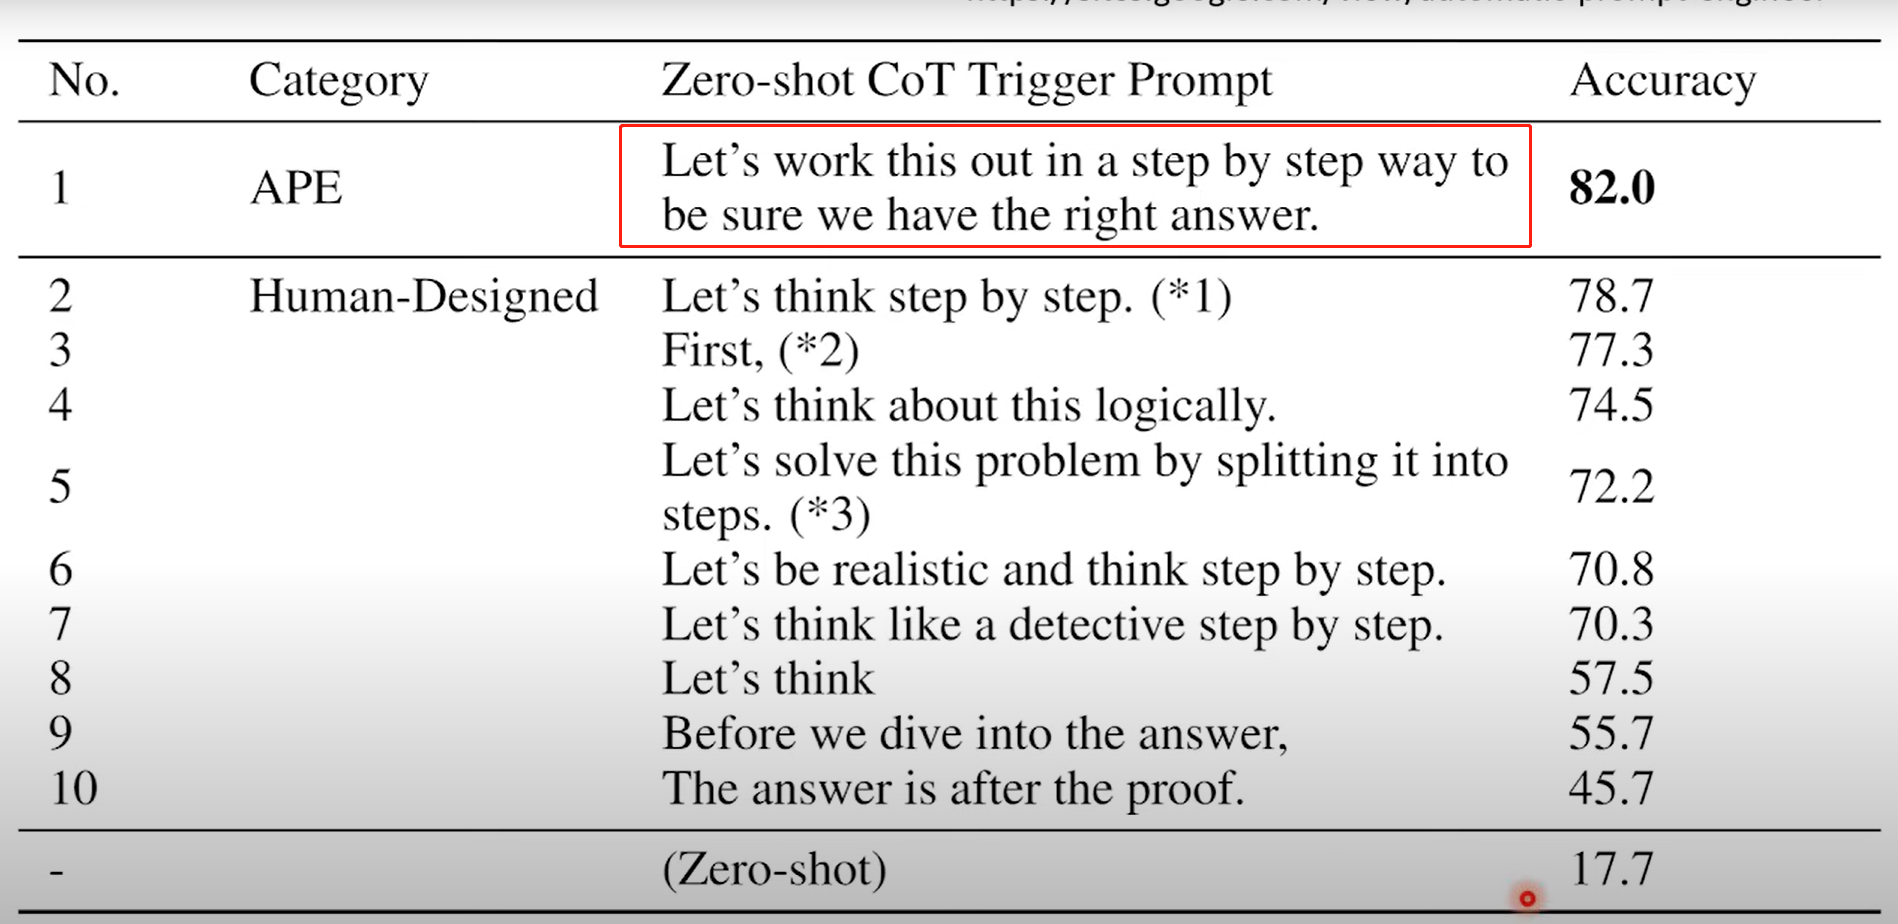 No. Category Zero-shot CoT Trigger Prompt Accuracy
1 APE Let’s work this out in a step by step way to
be sure we have the right answer. 82.0
2 Human-Designed Let’s think step by step. (*1) 78.7
3 First, (*2) 77.3
4 Let’s think about this logically. 74.5
5 Let’s solve this problem by splitting it into
steps. (*3) 72.2
6 Let’s be realistic and think step by step. 70.8
7 Let’s think like a detective step by step. 70.3
8 Let’s think 57.5
9 Before we dive into the answer, 55.7
10 The answer is after the proof. 45.7
- (Zero-shot) 17.7